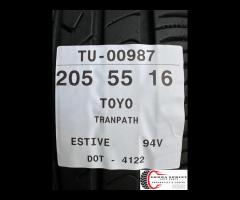 TU-00987
205 55 16
TOYO
TRANPATH
ESTIVE 94V
DOT - 4122